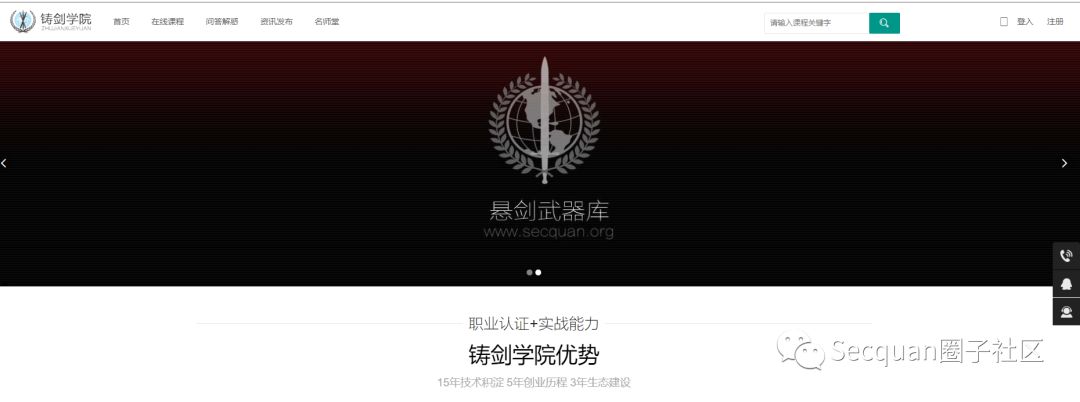 铸剑学院
ZHUJIANXUEYUAN
首页 在线课程 问答解惑 资讯发布 名师堂 请输入课程关键字 登入 注册
悬剑武器库
www.secquan.org
职业认证+实战能力
铸剑学院优势
15年技术积淀 5年创业历程 3年生态建设
Secquan圈子社区